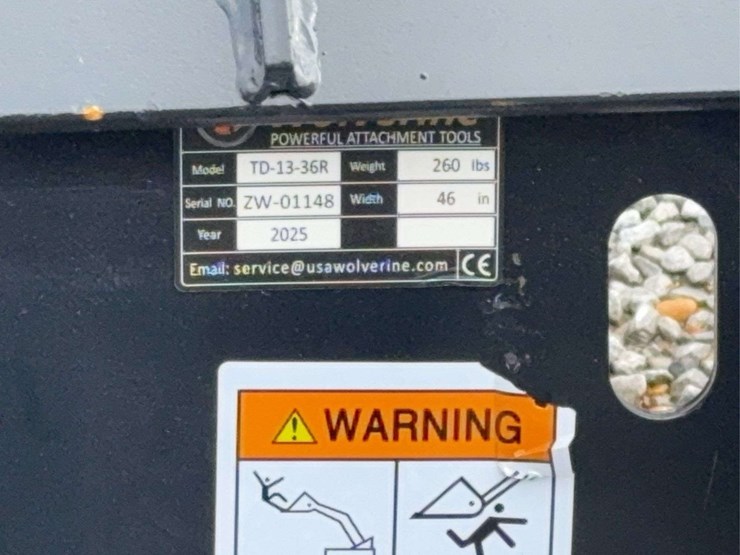 Wolverine
POWERFUL ATTACHMENT TOOLS
Model TD-13-36R Weight 260 lbs
Serial NO. ZW-01148 Width 46 in
Year 2025
Email: service@usawolverine.com CE
WARNING